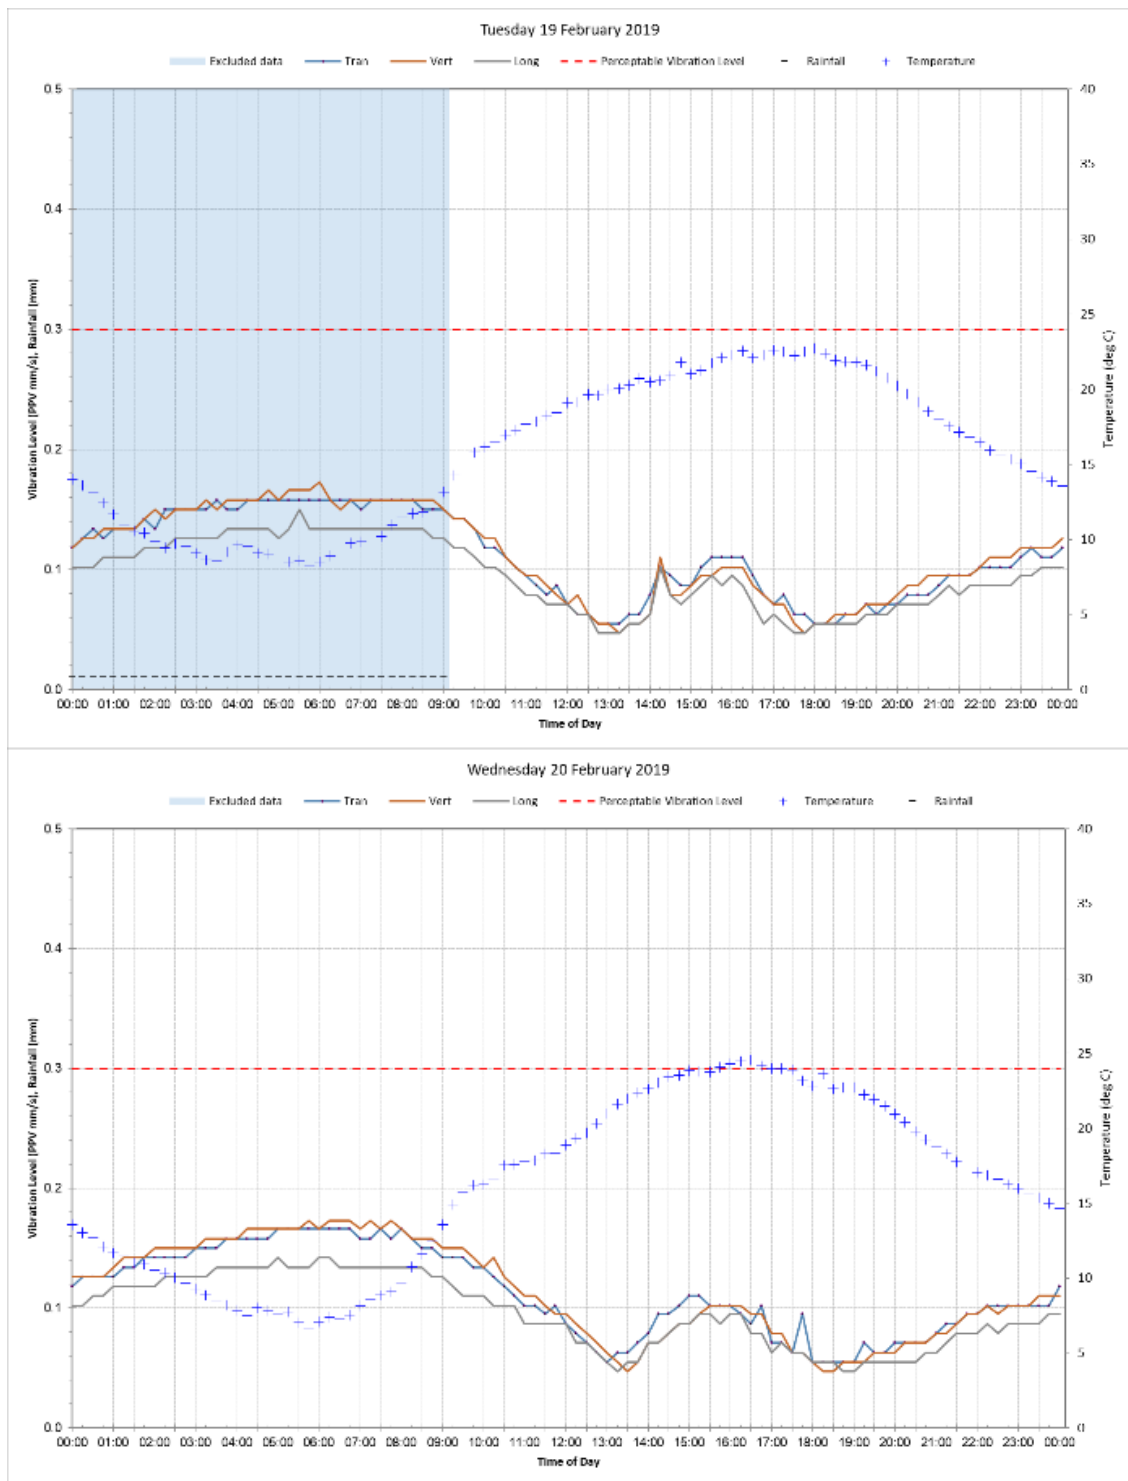 Tuesday 19 February 2019
Excluded data Tran Vert Long Perceptable Vibration Level Rainfall Temperature
0.5
0.4
0.3
0.2
0.1
0.0
Vibration Level (PPV mm/s), Rainfall (mm)
40
35
30
25
20
15
10
5
0
Temperature (deg C)
00:00 01:00 02:00 03:00 04:00 05:00 06:00 07:00 08:00 09:00 10:00 11:00 12:00 13:00 14:00 15:00 16:00 17:00 18:00 19:00 20:00 21:00 22:00 23:00 00:00
Time of Day
Wednesday 20 February 2019
Excluded data Tran Vert Long Perceptable Vibration Level Temperature Rainfall
0.5
0.4
0.3
0.2
0.1
0.0
Vibration Level (PPV mm/s), Rainfall (mm)
40
35
30
25
20
15
10
5
0
Temperature (deg C)
00:00 01:00 02:00 03:00 04:00 05:00 06:00 07:00 08:00 09:00 10:00 11:00 12:00 13:00 14:00 15:00 16:00 17:00 18:00 19:00 20:00 21:00 22:00 23:00 00:00
Time of Day